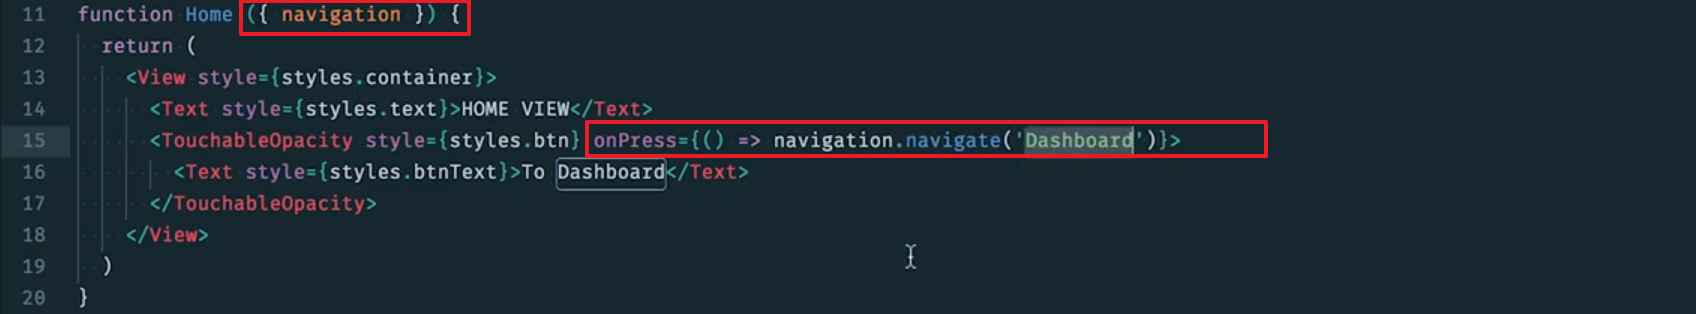 11 function Home ({ navigation }) {
12 return (
13 <View style={styles.container}>
14 <Text style={styles.text}>HOME VIEW</Text>
15 <TouchableOpacity style={styles.btn} onPress={() => navigation.navigate('Dashboard')}>
16 <Text style={styles.btnText}>To Dashboard</Text>
17 </TouchableOpacity>
18 </View>
19 )
20 }